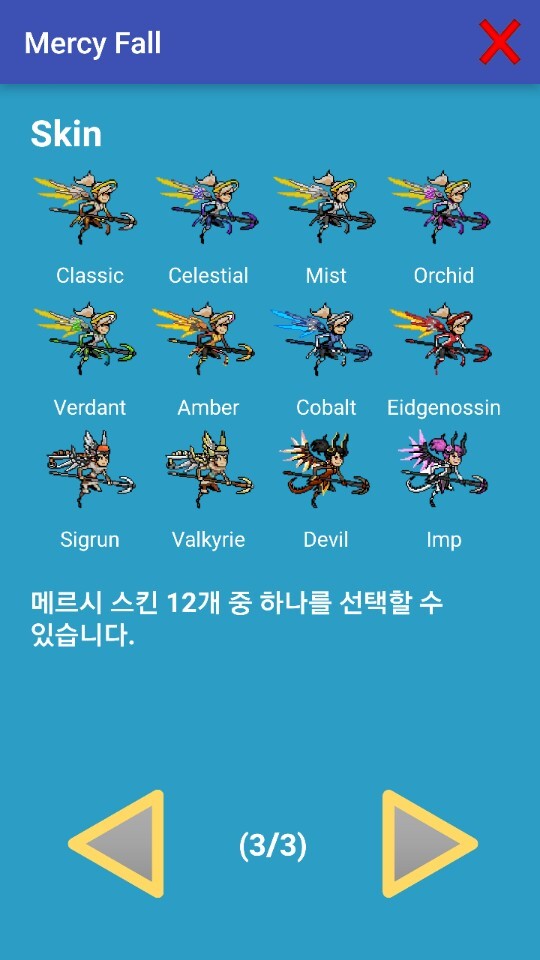 Mercy Fall
Skin
Classic Celestial Mist Orchid
Verdant Amber Cobalt Eidgenossin
Sigrun Valkyrie Devil Imp
메르시 스킨 12개 중 하나를 선택할 수
있습니다.
(3/3)